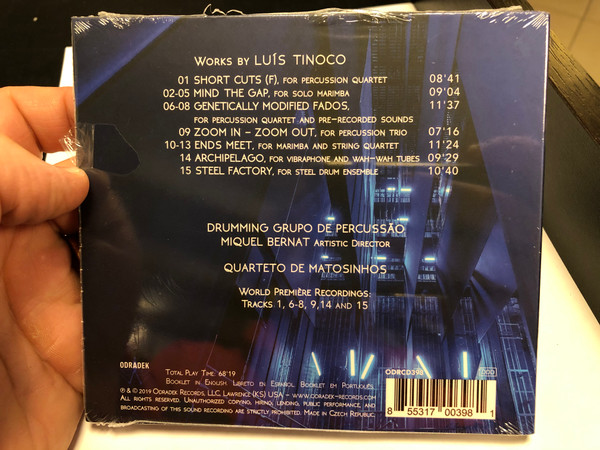 Works by Luís Tinoco
01 Short Cuts (F), for percussion quartet 08'41
02-05 Mind the Gap, for solo marimba 09'04
06-08 Genetically Modified Fados, 11'37
for percussion quartet and pre-recorded sounds
09 Zoom in – Zoom out, for percussion trio 07'16
10-13 Ends Meet, for marimba and string quartet 11'24
14 Archipelago, for vibraphone and wah-wah tubes 09'29
15 Steel Factory, for steel drum ensemble 10'40
Drumming Grupo de Percussão
Miquel Bernat Artistic Director
Quarteto de Matosinhos
World Première Recordings:
Tracks 1, 6-8, 9,14 and 15
ODRADEK
Total Play Time: 68'19
Booklet in English. Libreto en Español. Booklet em Português.
℗ & © 2019 Odradek Records, LLC, Lawrence (KS) USA – www.odradek-records.com
All rights reserved. Unauthorized copying, hiring, lending, public performance, and
broadcasting of this sound recording are strictly prohibited. Made in Czech Republic.
ODRCD398
DDD
8 55317 00398 1